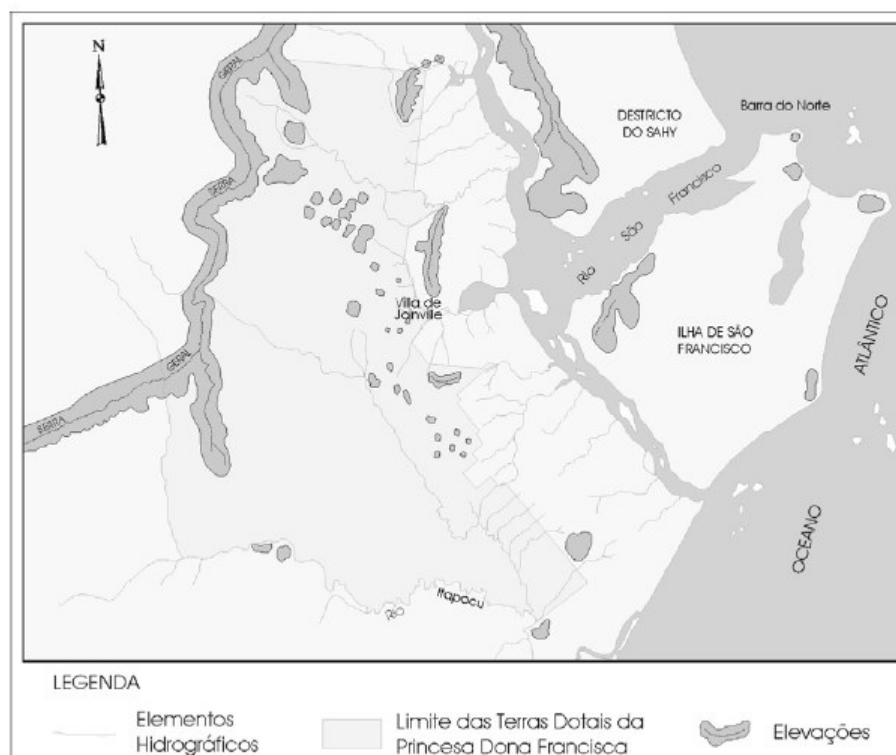 N
GERAL
DESTRICTO
DO SAHY
Barra do Norte
SERRA
Rio São Francisco
Villa de
Joinville
ILHA DE SÃO
FRANCISCO
ATLÂNTICO
GERAL
SERRA
OCEANO
Rio Itapocu
LEGENDA
Elementos
Hidrográficos
Limite das Terras Dotais da
Princesa Dona Francisca
Elevações